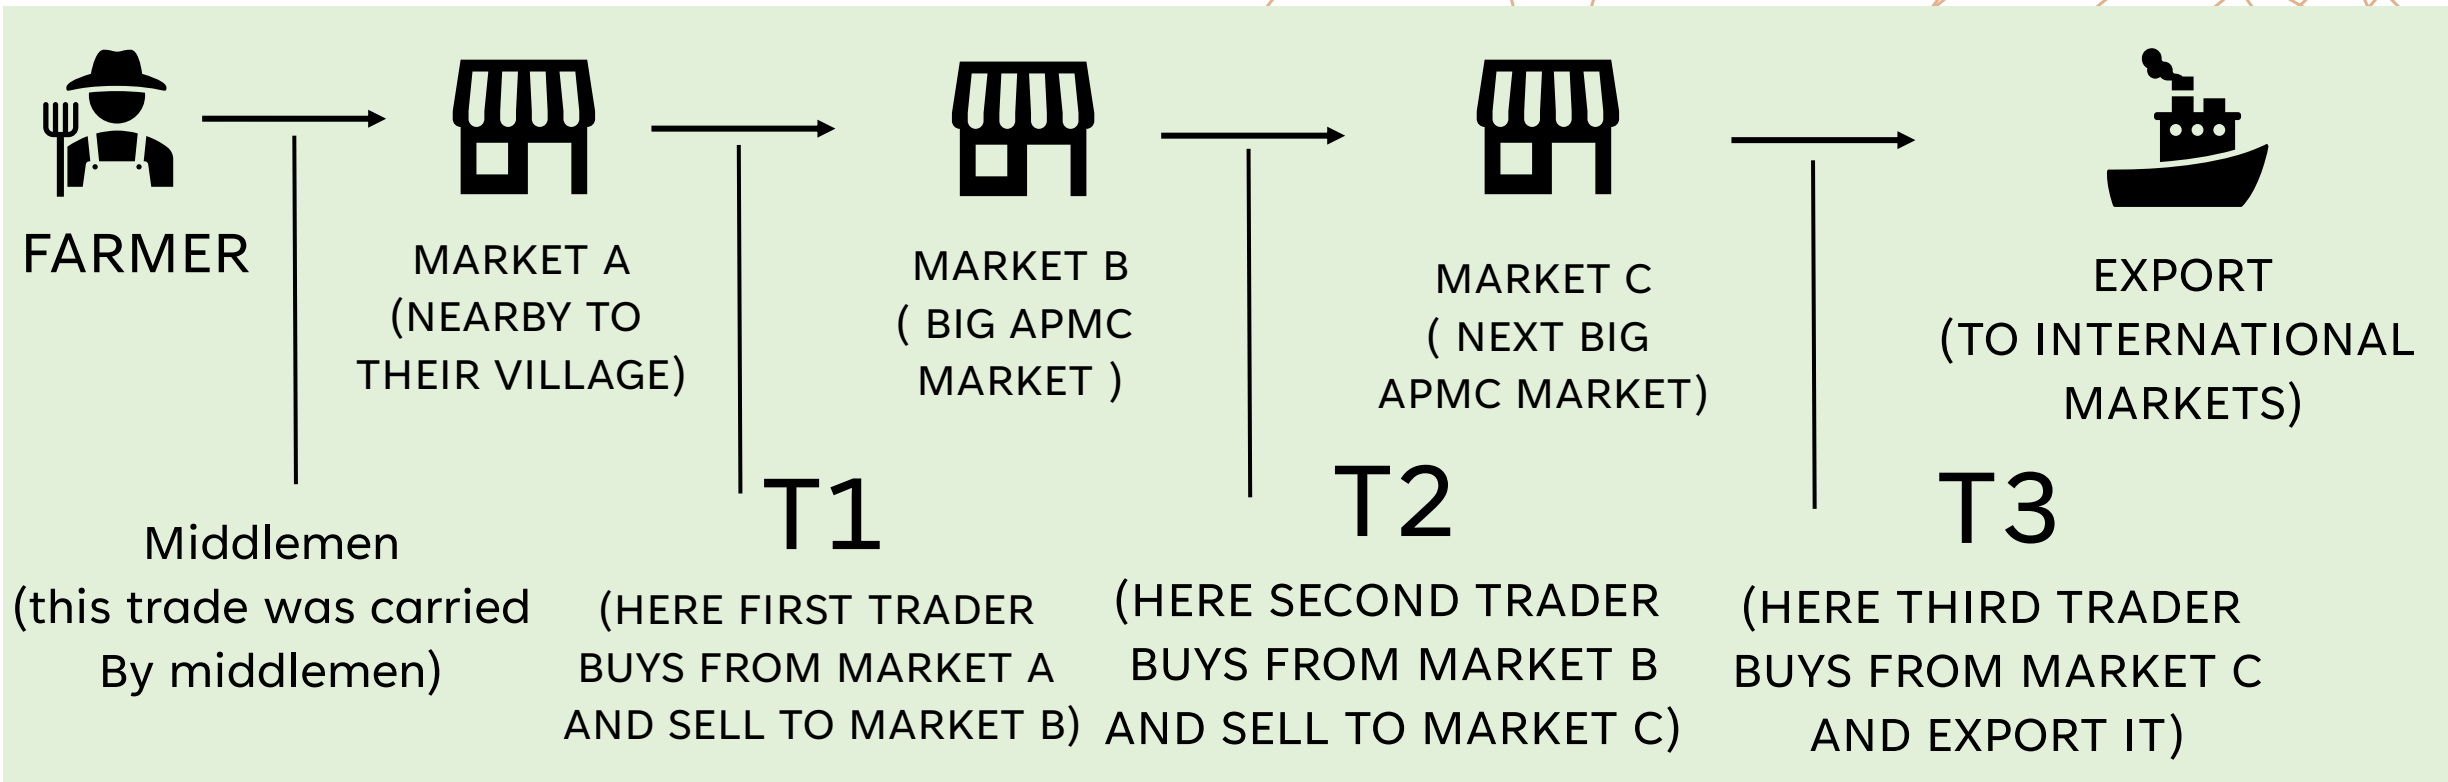 FARMER
MARKET A
(NEARBY TO
THEIR VILLAGE)
MARKET B
( BIG APMC
MARKET )
MARKET C
( NEXT BIG
APMC MARKET)
EXPORT
(TO INTERNATIONAL
MARKETS)
Middlemen
(this trade was carried
By middlemen)
T1
(HERE FIRST TRADER
BUYS FROM MARKET A
AND SELL TO MARKET B)
T2
(HERE SECOND TRADER
BUYS FROM MARKET B
AND SELL TO MARKET C)
T3
(HERE THIRD TRADER
BUYS FROM MARKET C
AND EXPORT IT)